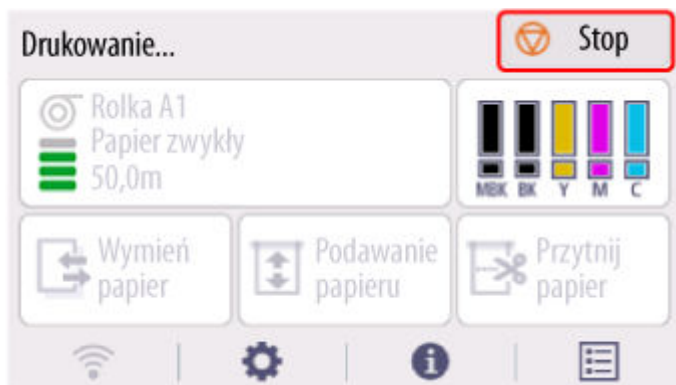 Drukowanie...
Stop
Rolka A1
Papier zwykły
50,0m
MBK BK Y M C
Wymień
papier
Podawanie
papieru
Przytnij
papier